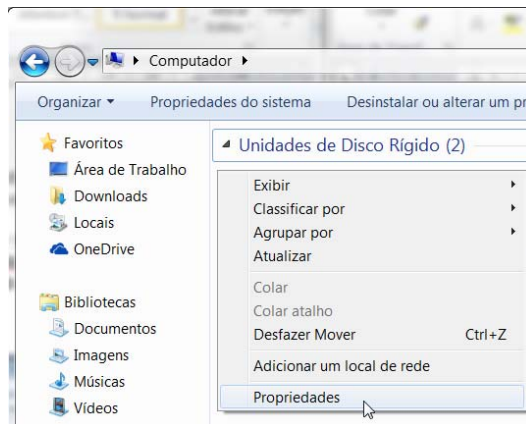 Computador
Organizar Propriedades do sistema Desinstalar ou alterar um
Favoritos
Área de Trabalho
Downloads
Locais
OneDrive
Bibliotecas
Documentos
Imagens
Músicas
Vídeos
Unidades de Disco Rígido (2)
Exibir
Classificar por
Agrupar por
Atualizar
Colar
Colar atalho
Desfazer Mover Ctrl+Z
Adicionar um local de rede
Propriedades